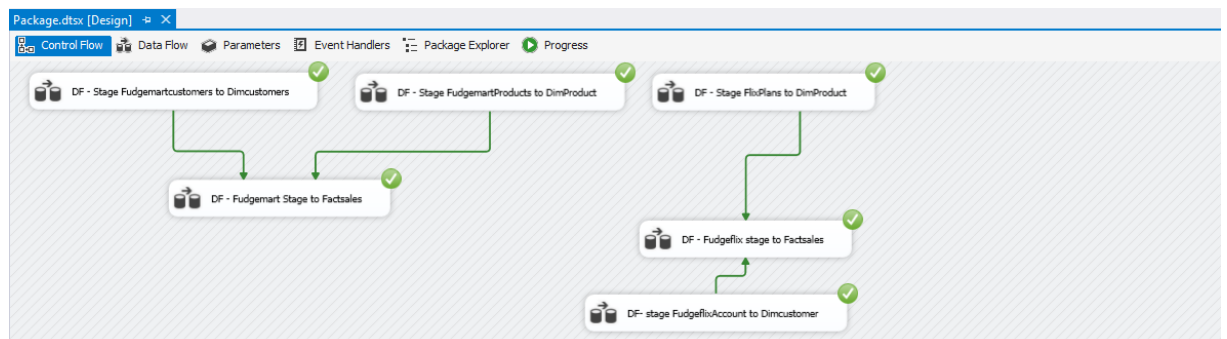 Package.dtsx [Design]
Control Flow Data Flow Parameters Event Handlers Package Explorer Progress
DF - Stage Fudgemartcustomers to Dimcustomers
DF - Stage FudgemartProducts to DimProduct
DF - Stage FlixPlans to DimProduct
DF - Fudgemart Stage to Factsales
DF - Fudgeflix stage to Factsales
DF- stage FudgeflixAccount to Dimcustomer